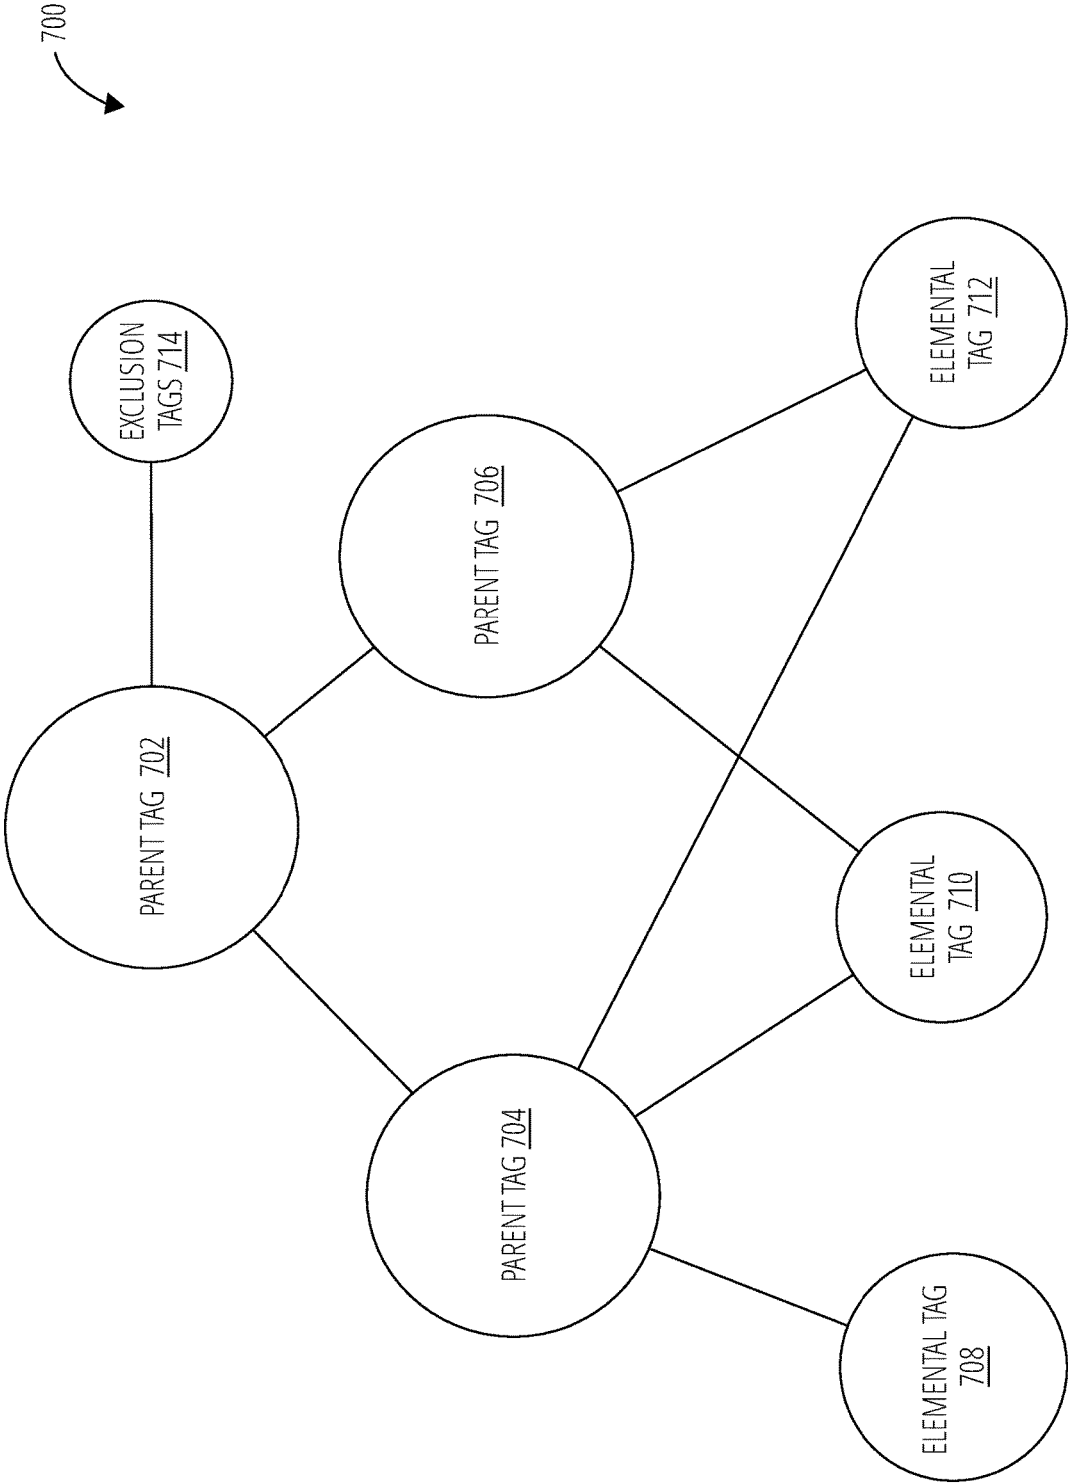 700
EXCLUSION
TAGS 714
PARENT TAG 702
PARENT TAG 706
PARENT TAG 704
ELEMENTAL TAG
708
ELEMENTAL
TAG 710
ELEMENTAL
TAG 712